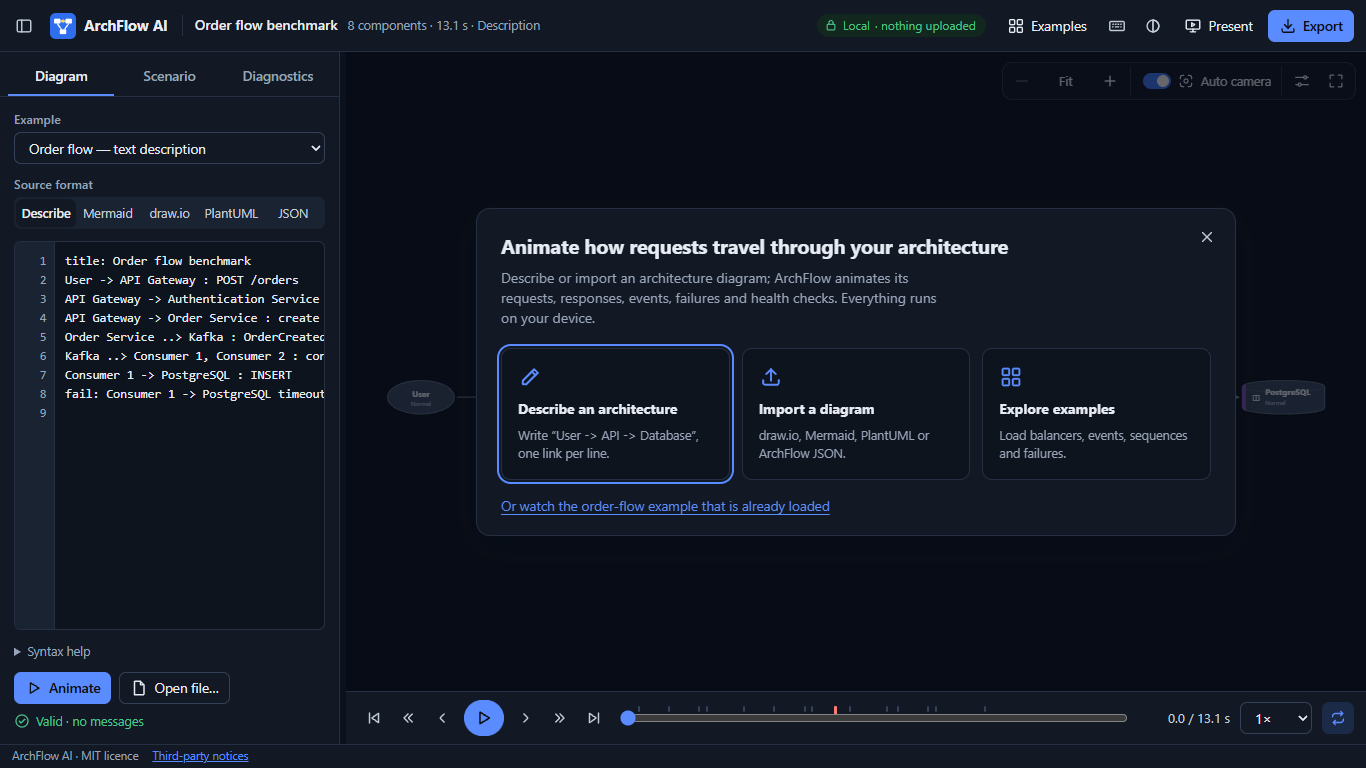 ArchFlow AI
Order flow benchmark
8 components · 13.1 s · Description
Local · nothing uploaded
Examples
Present
Export
Diagram
Scenario
Diagnostics
Example
Order flow — text description
Source format
Describe
Mermaid
draw.io
PlantUML
JSON
1 title: Order flow benchmark
2 User -> API Gateway : POST /orders
3 API Gateway -> Authentication Service
4 API Gateway -> Order Service : create
5 Order Service ..> Kafka : OrderCreated
6 Kafka ..> Consumer 1, Consumer 2 : con
7 Consumer 1 -> PostgreSQL : INSERT
8 fail: Consumer 1 -> PostgreSQL timeout
9
Syntax help
Animate
Open file...
Valid · no messages
Fit
Auto camera
User
Normal
PostgreSQL
Normal
Animate how requests travel through your architecture
Describe or import an architecture diagram; ArchFlow animates its
requests, responses, events, failures and health checks. Everything runs
on your device.
Describe an architecture
Write “User -> API -> Database”,
one link per line.
Import a diagram
draw.io, Mermaid, PlantUML or
ArchFlow JSON.
Explore examples
Load balancers, events, sequences
and failures.
Or watch the order-flow example that is already loaded
0.0 / 13.1 s
1×
ArchFlow AI · MIT licence
Third-party notices